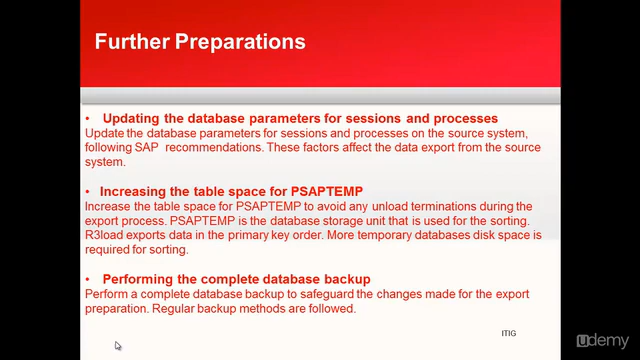 Further Preparations
• Updating the database parameters for sessions and processes
Update the database parameters for sessions and processes on the source system,
following SAP recommendations. These factors affect the data export from the source
system.
• Increasing the table space for PSAPTEMP
Increase the table space for PSAPTEMP to avoid any unload terminations during the
export process. PSAPTEMP is the database storage unit that is used for the sorting.
R3load exports data in the primary key order. More temporary databases disk space is
required for sorting.
• Performing the complete database backup
Perform a complete database backup to safeguard the changes made for the export
preparation. Regular backup methods are followed.
ITIG
udemy